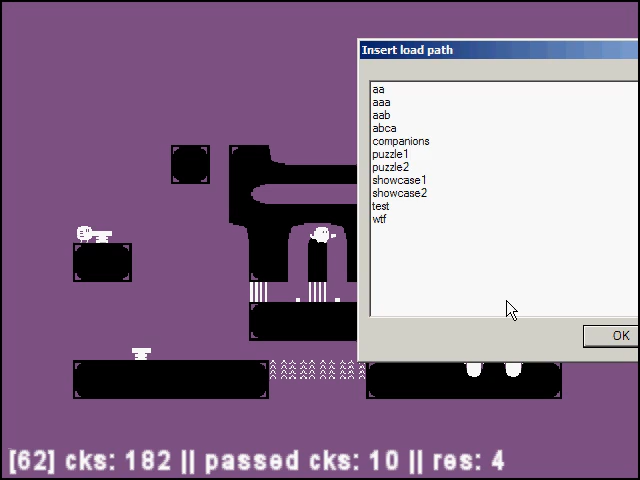 Insert load path
aa
aaa
aab
abca
companions
puzzle1
puzzle2
showcase1
showcase2
test
wtf
OK
[62] cks: 182 || passed cks: 10 || res: 4